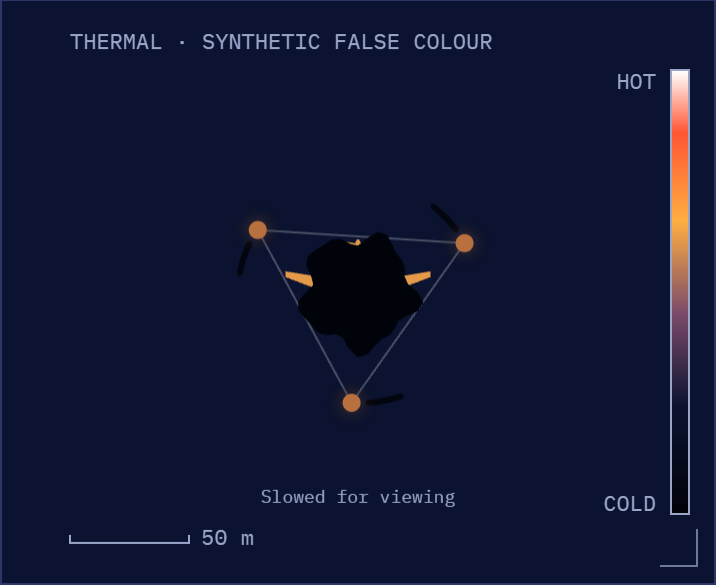 THERMAL · SYNTHETIC FALSE COLOUR
HOT
Slowed for viewing
COLD
50 m